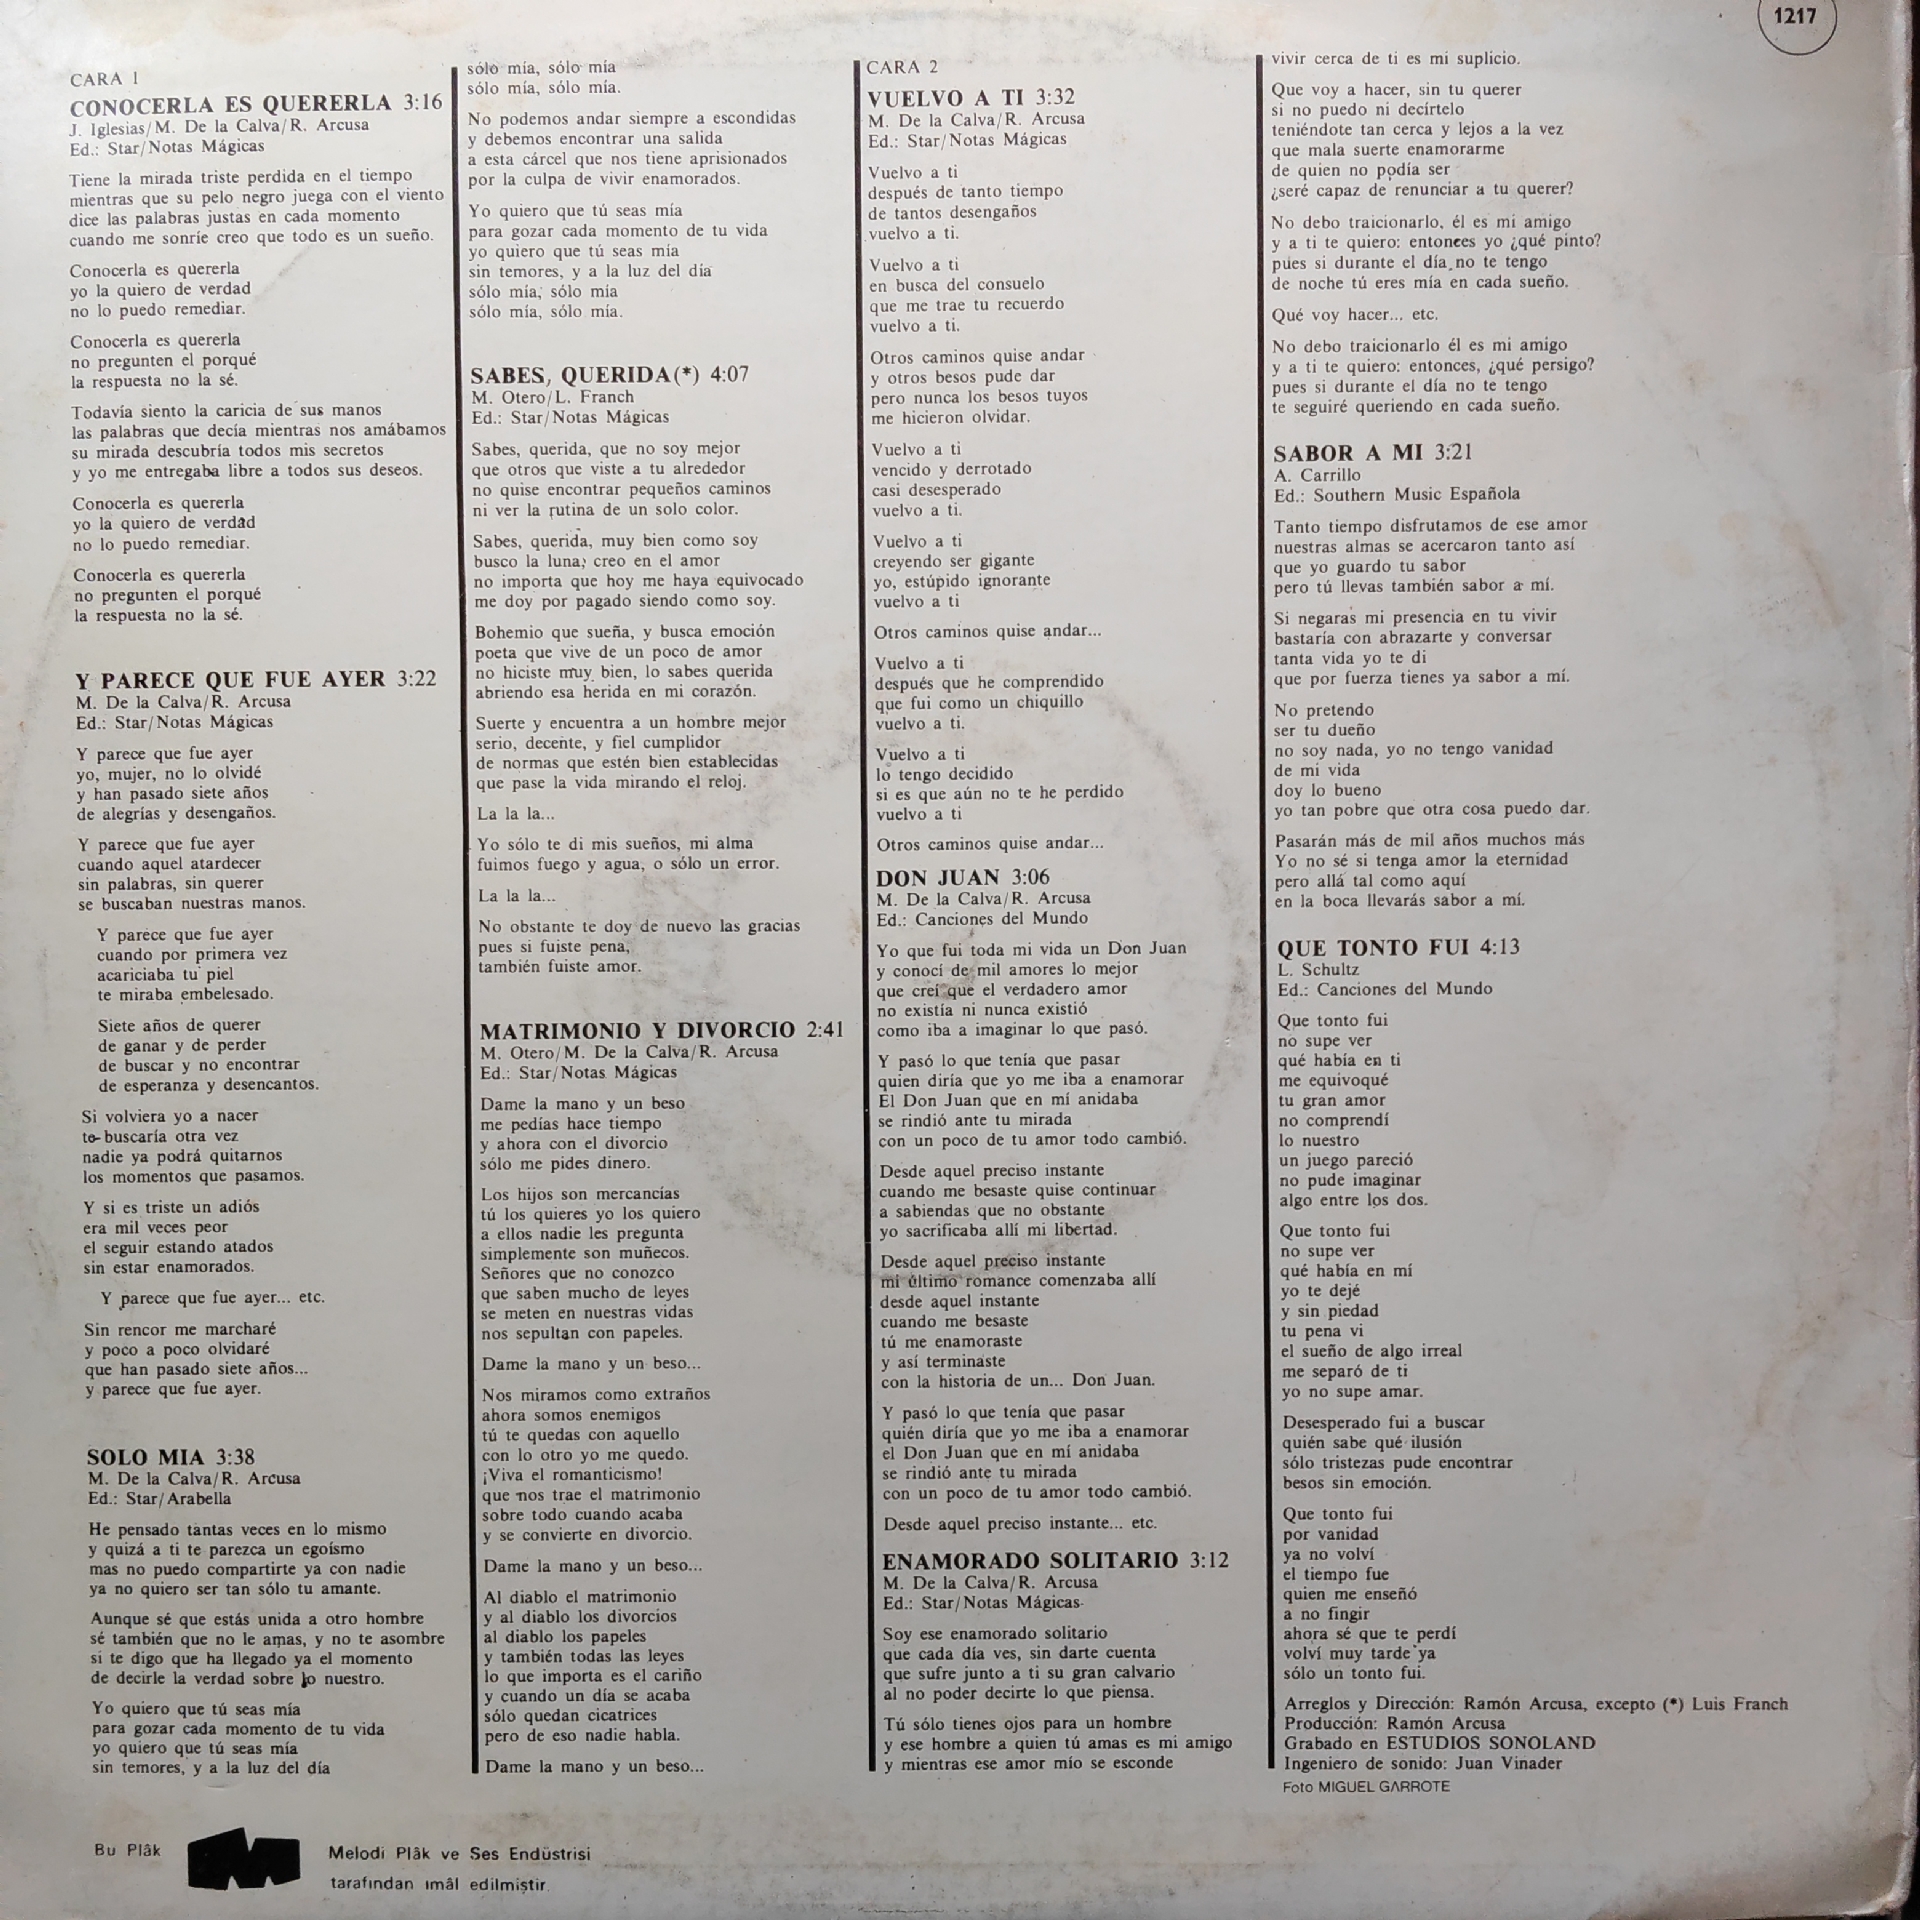 1217
CARA 1
CONOCERLA ES QUERERLA 3:16
J. Iglesias/M. De la Calva/R. Arcusa
Ed.: Star/Notas Mágicas
Tiene la mirada triste perdida en el tiempo
mientras que su pelo negro juega con el viento
dice las palabras justas en cada momento
cuando me sonríe creo que todo es un sueño.
Conocerla es quererla
yo la quiero de verdad
no lo puedo remediar.
Conocerla es quererla
no pregunten el porqué
la respuesta no la sé.
Todavía siento la caricia de sus manos
las palabras que decía mientras nos amábamos
su mirada descubría todos mis secretos
y yo me entregaba libre a todos sus deseos.
Conocerla es quererla
yo la quiero de verdad
no lo puedo remediar.
Conocerla es quererla
no pregunten el porqué
la respuesta no la sé.
Y PARECE QUE FUE AYER 3:22
M. De la Calva/R. Arcusa
Ed.: Star/Notas Mágicas
Y parece que fue ayer
yo, mujer, no lo olvidé
y han pasado siete años
de alegrías y desengaños.
Y parece que fue ayer
cuando aquel atardecer
sin palabras, sin querer
se buscaban nuestras manos.
Y parece que fue ayer
cuando por primera vez
acariciaba tu piel
te miraba embelesado.
Siete años de querer
de ganar y de perder
de buscar y no encontrar
de esperanza y desencantos.
Si volviera yo a nacer
te buscaría otra vez
nadie ya podrá quitarnos
los momentos que pasamos.
Y si es triste un adiós
era mil veces peor
el seguir estando atados
sin estar enamorados.
Y parece que fue ayer... etc.
Sin rencor me marcharé
y poco a poco olvidaré
que han pasado siete años...
y parece que fue ayer.
SOLO MIA 3:38
M. De la Calva/R. Arcusa
Ed.: Star/Arabella
He pensado tantas veces en lo mismo
y quizá a ti te parezca un egoísmo
mas no puedo compartirte ya con nadie
ya no quiero ser tan sólo tu amante.
Aunque sé que estás unida a otro hombre
sé también que no le amas, y no te asombre
si te digo que ha llegado ya el momento
de decirle la verdad sobre lo nuestro.
Yo quiero que tú seas mía
para gozar cada momento de tu vida
yo quiero que tú seas mía
sin temores, y a la luz del día
sólo mía, sólo mía
sólo mía, sólo mía.
No podemos andar siempre a escondidas
y debemos encontrar una salida
a esta cárcel que nos tiene aprisionados
por la culpa de vivir enamorados.
Yo quiero que tú seas mía
para gozar cada momento de tu vida
yo quiero que tú seas mía
sin temores, y a la luz del día
sólo mía, sólo mía
sólo mía, sólo mía.
SABES, QUERIDA(*) 4:07
M. Otero/L. Franch
Ed.: Star/Notas Mágicas
Sabes, querida, que no soy mejor
que otros que viste a tu alrededor
no quise encontrar pequeños caminos
ni ver la rutina de un solo color.
Sabes, querida, muy bien como soy
busco la luna; creo en el amor
no importa que hoy me haya equivocado
me doy por pagado siendo como soy.
Bohemio que sueña, y busca emoción
poeta que vive de un poco de amor
no hiciste muy bien, lo sabes querida
abriendo esa herida en mi corazón.
Suerte y encuentra a un hombre mejor
serio, decente, y fiel cumplidor
de normas que estén bien establecidas
que pase la vida mirando el reloj.
La la la...
Yo sólo te di mis sueños, mi alma
fuimos fuego y agua, o sólo un error.
La la la...
No obstante te doy de nuevo las gracias
pues si fuiste pena,
también fuiste amor.
MATRIMONIO Y DIVORCIO 2:41
M. Otero/M. De la Calva/R. Arcusa
Ed.: Star/Notas Mágicas
Dame la mano y un beso
me pedías hace tiempo
y ahora con el divorcio
sólo me pides dinero.
Los hijos son mercancías
tú los quieres yo los quiero
a ellos nadie les pregunta
simplemente son muñecos.
Señores que no conozco
que saben mucho de leyes
se meten en nuestras vidas
nos sepultan con papeles.
Dame la mano y un beso...
Nos miramos como extraños
ahora somos enemigos
tú te quedas con aquello
con lo otro yo me quedo.
¡Viva el romanticismo!
que nos trae el matrimonio
sobre todo cuando acaba
y se convierte en divorcio.
Dame la mano y un beso...
Al diablo el matrimonio
y al diablo los divorcios
al diablo los papeles
y también todas las leyes
lo que importa es el cariño
y cuando un día se acaba
sólo quedan cicatrices
pero de eso nadie habla.
Dame la mano y un beso...
CARA 2
VUELVO A TI 3:32
M. De la Calva/R. Arcusa
Ed.: Star/Notas Mágicas
Vuelvo a ti
después de tanto tiempo
de tantos desengaños
vuelvo a ti.
Vuelvo a ti
en busca del consuelo
que me trae tu recuerdo
vuelvo a ti.
Otros caminos quise andar
y otros besos pude dar
pero nunca los besos tuyos
me hicieron olvidar.
Vuelvo a ti
vencido y derrotado
casi desesperado
vuelvo a ti.
Vuelvo a ti
creyendo ser gigante
yo, estúpido ignorante
vuelvo a ti
Otros caminos quise andar...
Vuelvo a ti
después que he comprendido
que fui como un chiquillo
vuelvo a ti.
Vuelvo a ti
lo tengo decidido
si es que aún no te he perdido
vuelvo a ti
Otros caminos quise andar...
DON JUAN 3:06
M. De la Calva/R. Arcusa
Ed.: Canciones del Mundo
Yo que fui toda mi vida un Don Juan
y conocí de mil amores lo mejor
que creí que el verdadero amor
no existía ni nunca existió
como iba a imaginar lo que pasó.
Y pasó lo que tenía que pasar
quien diría que yo me iba a enamorar
El Don Juan que en mí anidaba
se rindió ante tu mirada
con un poco de tu amor todo cambió.
Desde aquel preciso instante
cuando me besaste quise continuar
a sabiendas que no obstante
yo sacrificaba allí mi libertad.
Desde aquel preciso instante
mi último romance comenzaba allí
desde aquel instante
cuando me besaste
tú me enamoraste
y así terminaste
con la historia de un... Don Juan.
Y pasó lo que tenía que pasar
quién diría que yo me iba a enamorar
el Don Juan que en mí anidaba
se rindió ante tu mirada
con un poco de tu amor todo cambió.
Desde aquel preciso instante... etc.
ENAMORADO SOLITARIO 3:12
M. De la Calva/R. Arcusa
Ed.: Star/Notas Mágicas
Soy ese enamorado solitario
que cada día ves, sin darte cuenta
que sufre junto a ti su gran calvario
al no poder decirte lo que piensa.
Tú sólo tienes ojos para un hombre
y ese hombre a quien tú amas es mi amigo
y mientras ese amor mío se esconde
vivir cerca de ti es mi suplicio.
Que voy a hacer, sin tu querer
si no puedo ni decírtelo
teniéndote tan cerca y lejos a la vez
que mala suerte enamorarme
de quien no podía ser
¿seré capaz de renunciar a tu querer?
No debo traicionarlo, él es mi amigo
y a ti te quiero: entonces yo ¿qué pinto?
pues si durante el día no te tengo
de noche tú eres mía en cada sueño.
Qué voy hacer... etc.
No debo traicionarlo él es mi amigo
y a ti te quiero: entonces, ¿qué persigo?
pues si durante el día no te tengo
te seguiré queriendo en cada sueño.
SABOR A MI 3:21
A. Carrillo
Ed.: Southern Music Española
Tanto tiempo disfrutamos de ese amor
nuestras almas se acercaron tanto así
que yo guardo tu sabor
pero tú llevas también sabor a mí.
Si negaras mi presencia en tu vivir
bastaría con abrazarte y conversar
tanta vida yo te di
que por fuerza tienes ya sabor a mí.
No pretendo
ser tu dueño
no soy nada, yo no tengo vanidad
de mi vida
doy lo bueno
yo tan pobre que otra cosa puedo dar.
Pasarán más de mil años muchos más
Yo no sé si tenga amor la eternidad
pero allá tal como aquí
en la boca llevarás sabor a mí.
QUE TONTO FUI 4:13
L. Schultz
Ed.: Canciones del Mundo
Que tonto fui
no supe ver
qué había en ti
me equivoqué
tu gran amor
no comprendí
lo nuestro
un juego pareció
no pude imaginar
algo entre los dos.
Que tonto fui
no supe ver
qué había en mí
yo te dejé
y sin piedad
tu pena vi
el sueño de algo irreal
me separó de ti
yo no supe amar.
Desesperado fui a buscar
quién sabe qué ilusión
sólo tristezas pude encontrar
besos sin emoción.
Que tonto fui
por vanidad
ya no volví
el tiempo fue
quien me enseñó
a no fingir
ahora sé que te perdí
volví muy tarde ya
sólo un tonto fui.
Arreglos y Dirección: Ramón Arcusa, excepto (*) Luis Franch
Producción: Ramón Arcusa
Grabado en ESTUDIOS SONOLAND
Ingeniero de sonido: Juan Vinader
Foto MIGUEL GARROTE
Bu Plâk
Melodi Plâk ve Ses Endüstrisi
tarafından imâl edilmiştir.